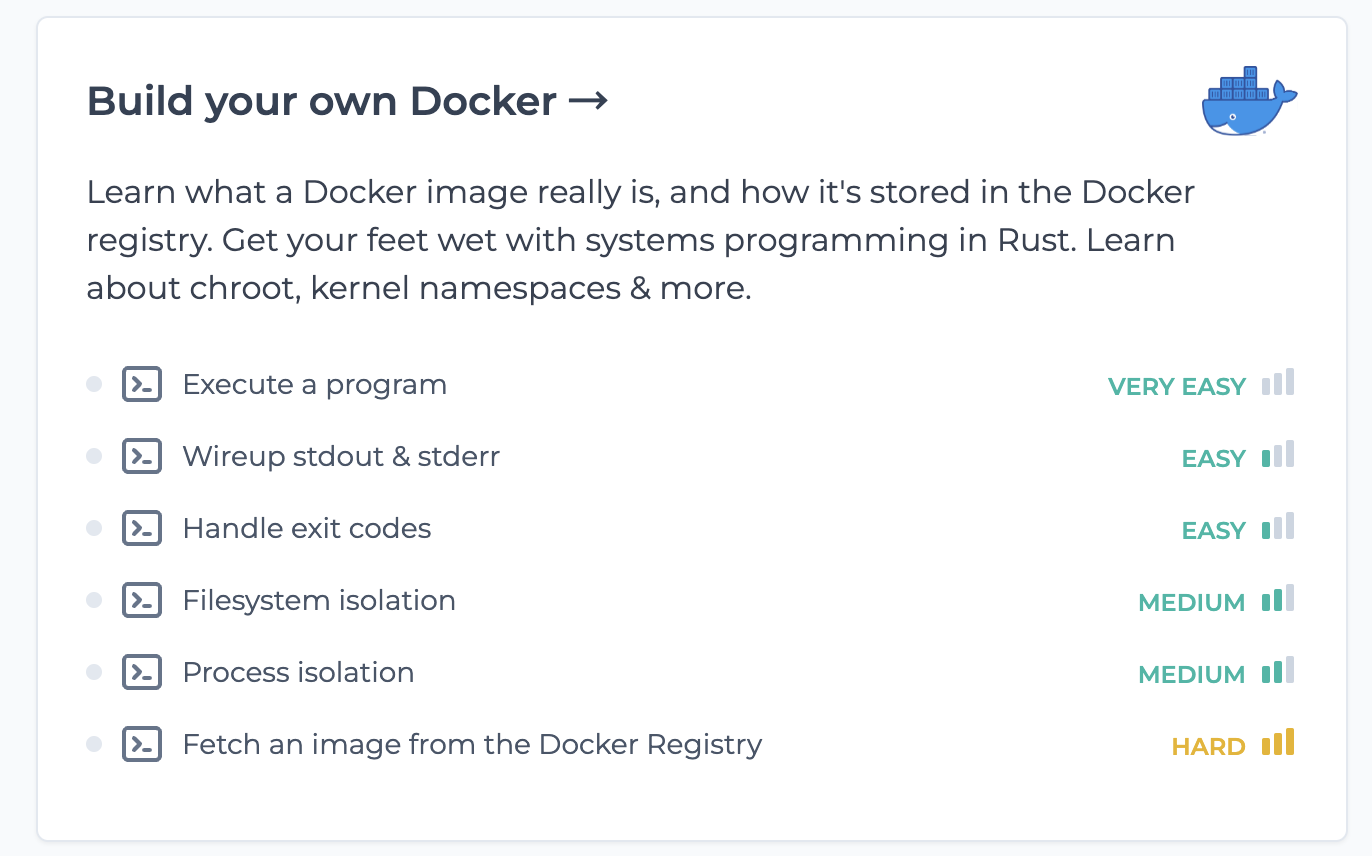 Build your own Docker →
Learn what a Docker image really is, and how it's stored in the Docker
registry. Get your feet wet with systems programming in Rust. Learn
about chroot, kernel namespaces & more.
Execute a program VERY EASY
Wireup stdout & stderr EASY
Handle exit codes EASY
Filesystem isolation MEDIUM
Process isolation MEDIUM
Fetch an image from the Docker Registry HARD